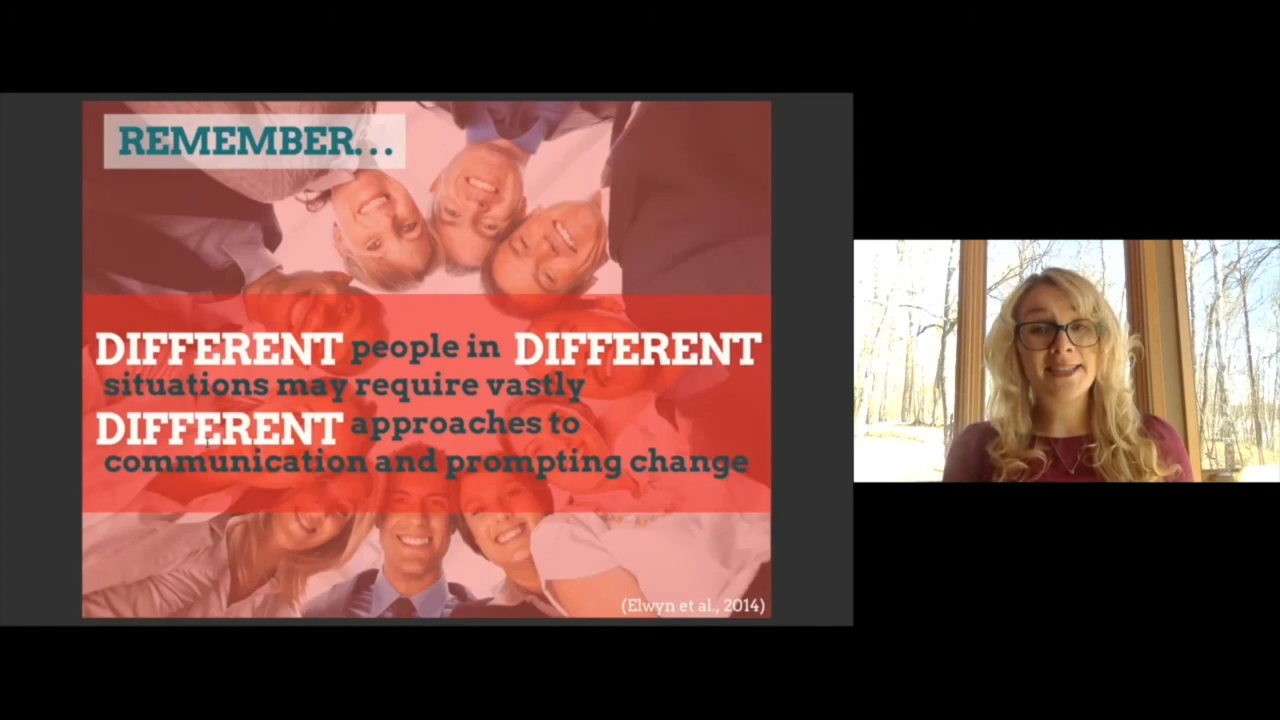 REMEMBER...
DIFFERENT people in DIFFERENT
situations may require vastly
DIFFERENT approaches to
communication and prompting change
(Elwyn et al., 2014)